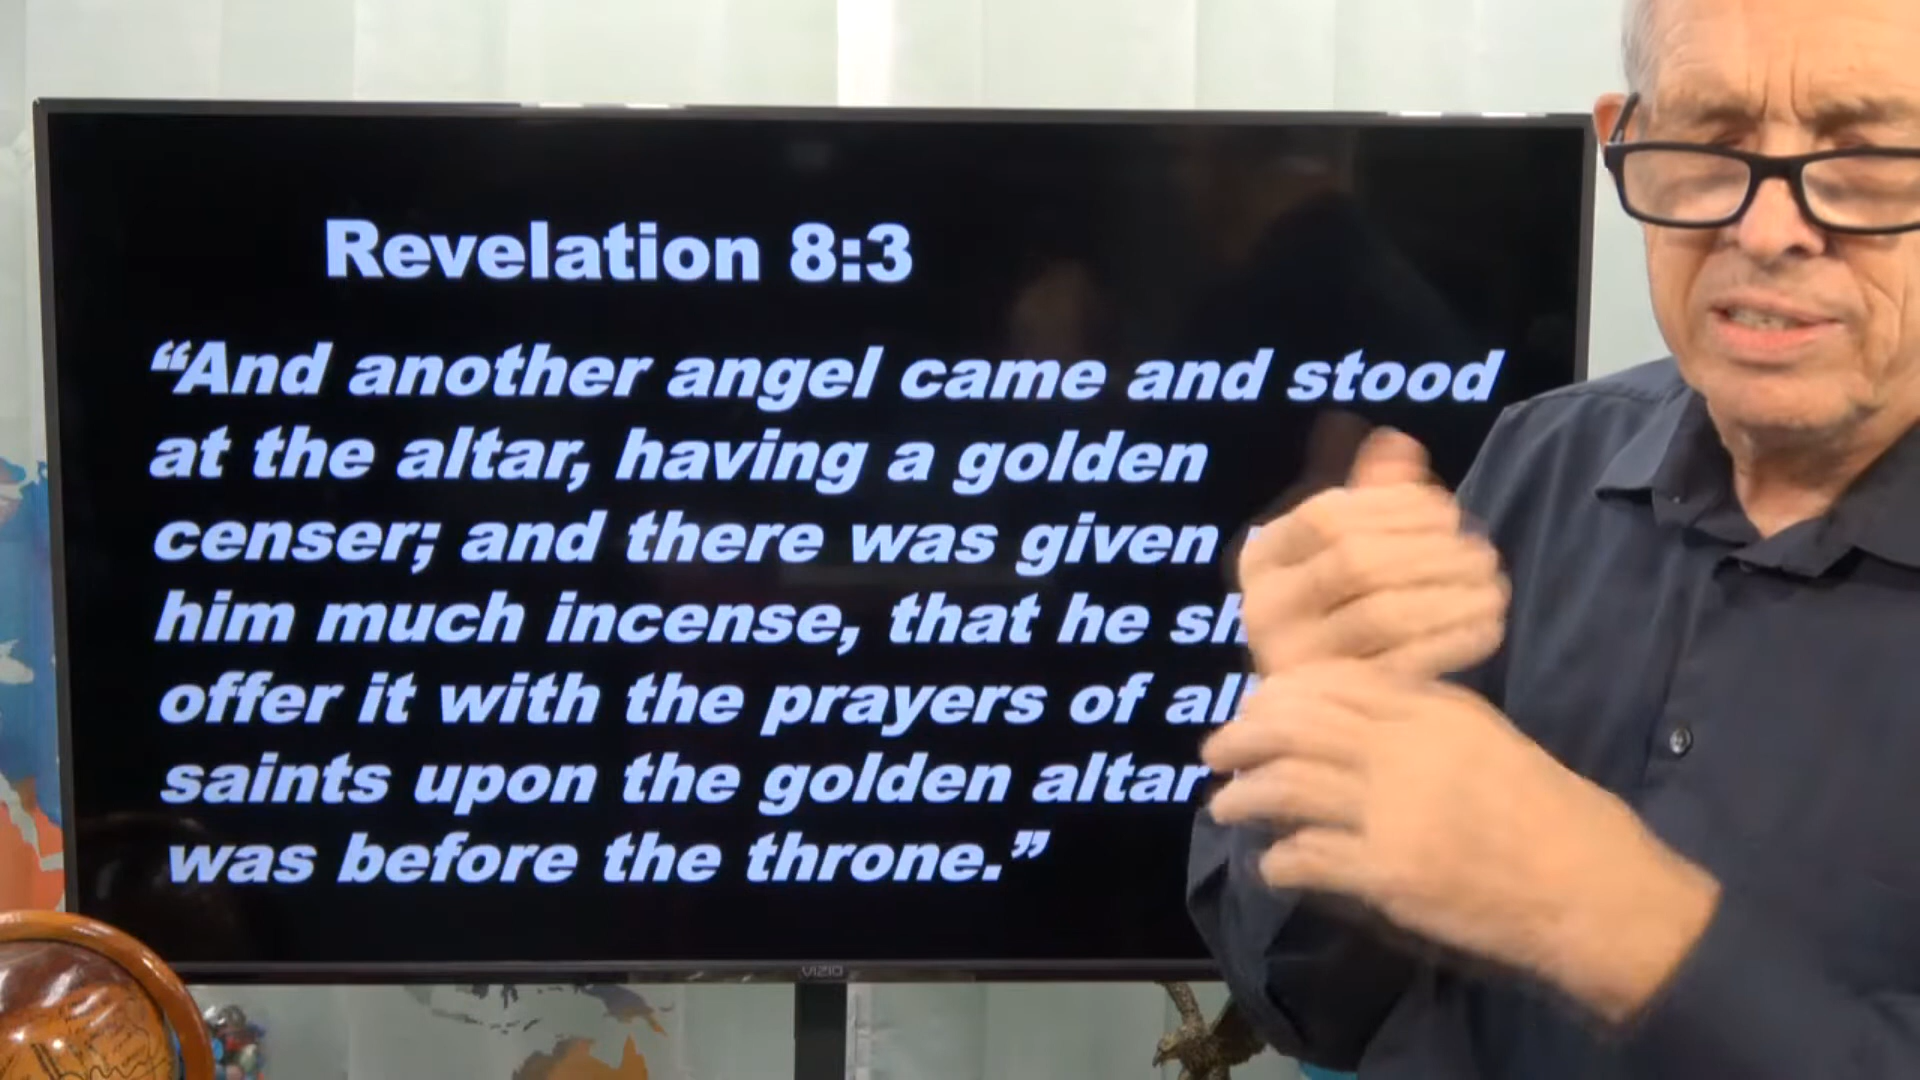 Revelation 8:3
“And another angel came and stood
at the altar, having a golden
censer; and there was given
him much incense, that he sh
offer it with the prayers of all
saints upon the golden altar
was before the throne.”
VIZIO